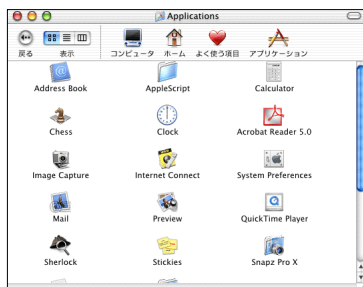 Applications
戻る 表示 コンピュータ ホーム よく使う項目 アプリケーション
Address Book AppleScript Calculator
Chess Clock Acrobat Reader 5.0
Image Capture Internet Connect System Preferences
Mail Preview QuickTime Player
Sherlock Stickies Snapz Pro X